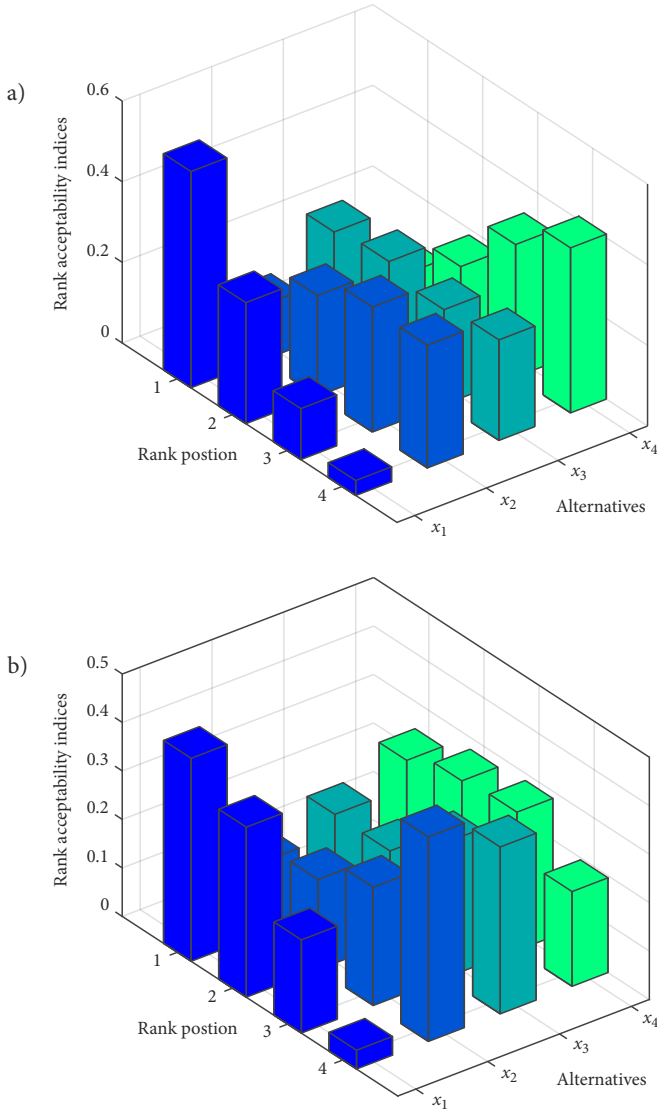 a)
Rank acceptability indices
0.6
0.4
0.2
0
1
2
3
4
Rank postion
x1
x2
x3
x4
Alternatives
b)
Rank acceptability indices
0.5
0.4
0.3
0.2
0.1
0
1
2
3
4
Rank postion
x1
x2
x3
x4
Alternatives